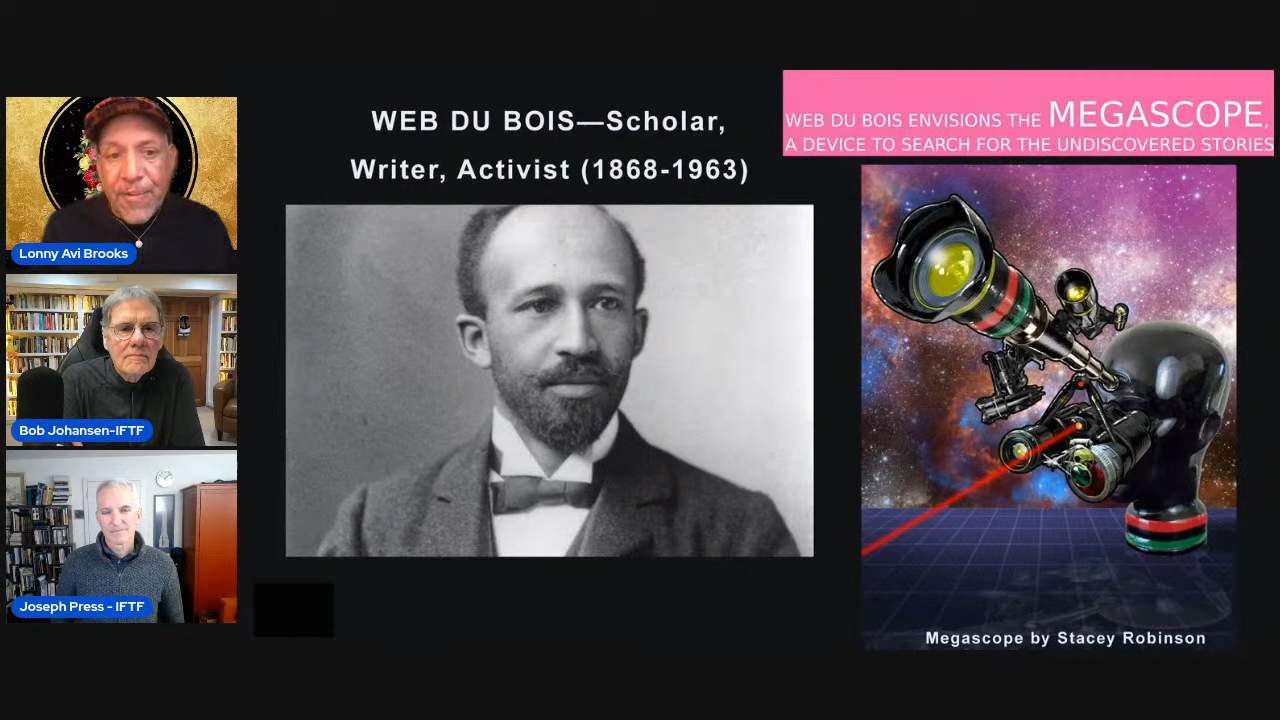 WEB DU BOIS—Scholar,
Writer, Activist (1868-1963)
WEB DU BOIS ENVISIONS THE MEGASCOPE,
A DEVICE TO SEARCH FOR THE UNDISCOVERED STORIES
Lonny Avi Brooks
Bob Johansen-IFTF
Joseph Press - IFTF
Megascope by Stacey Robinson